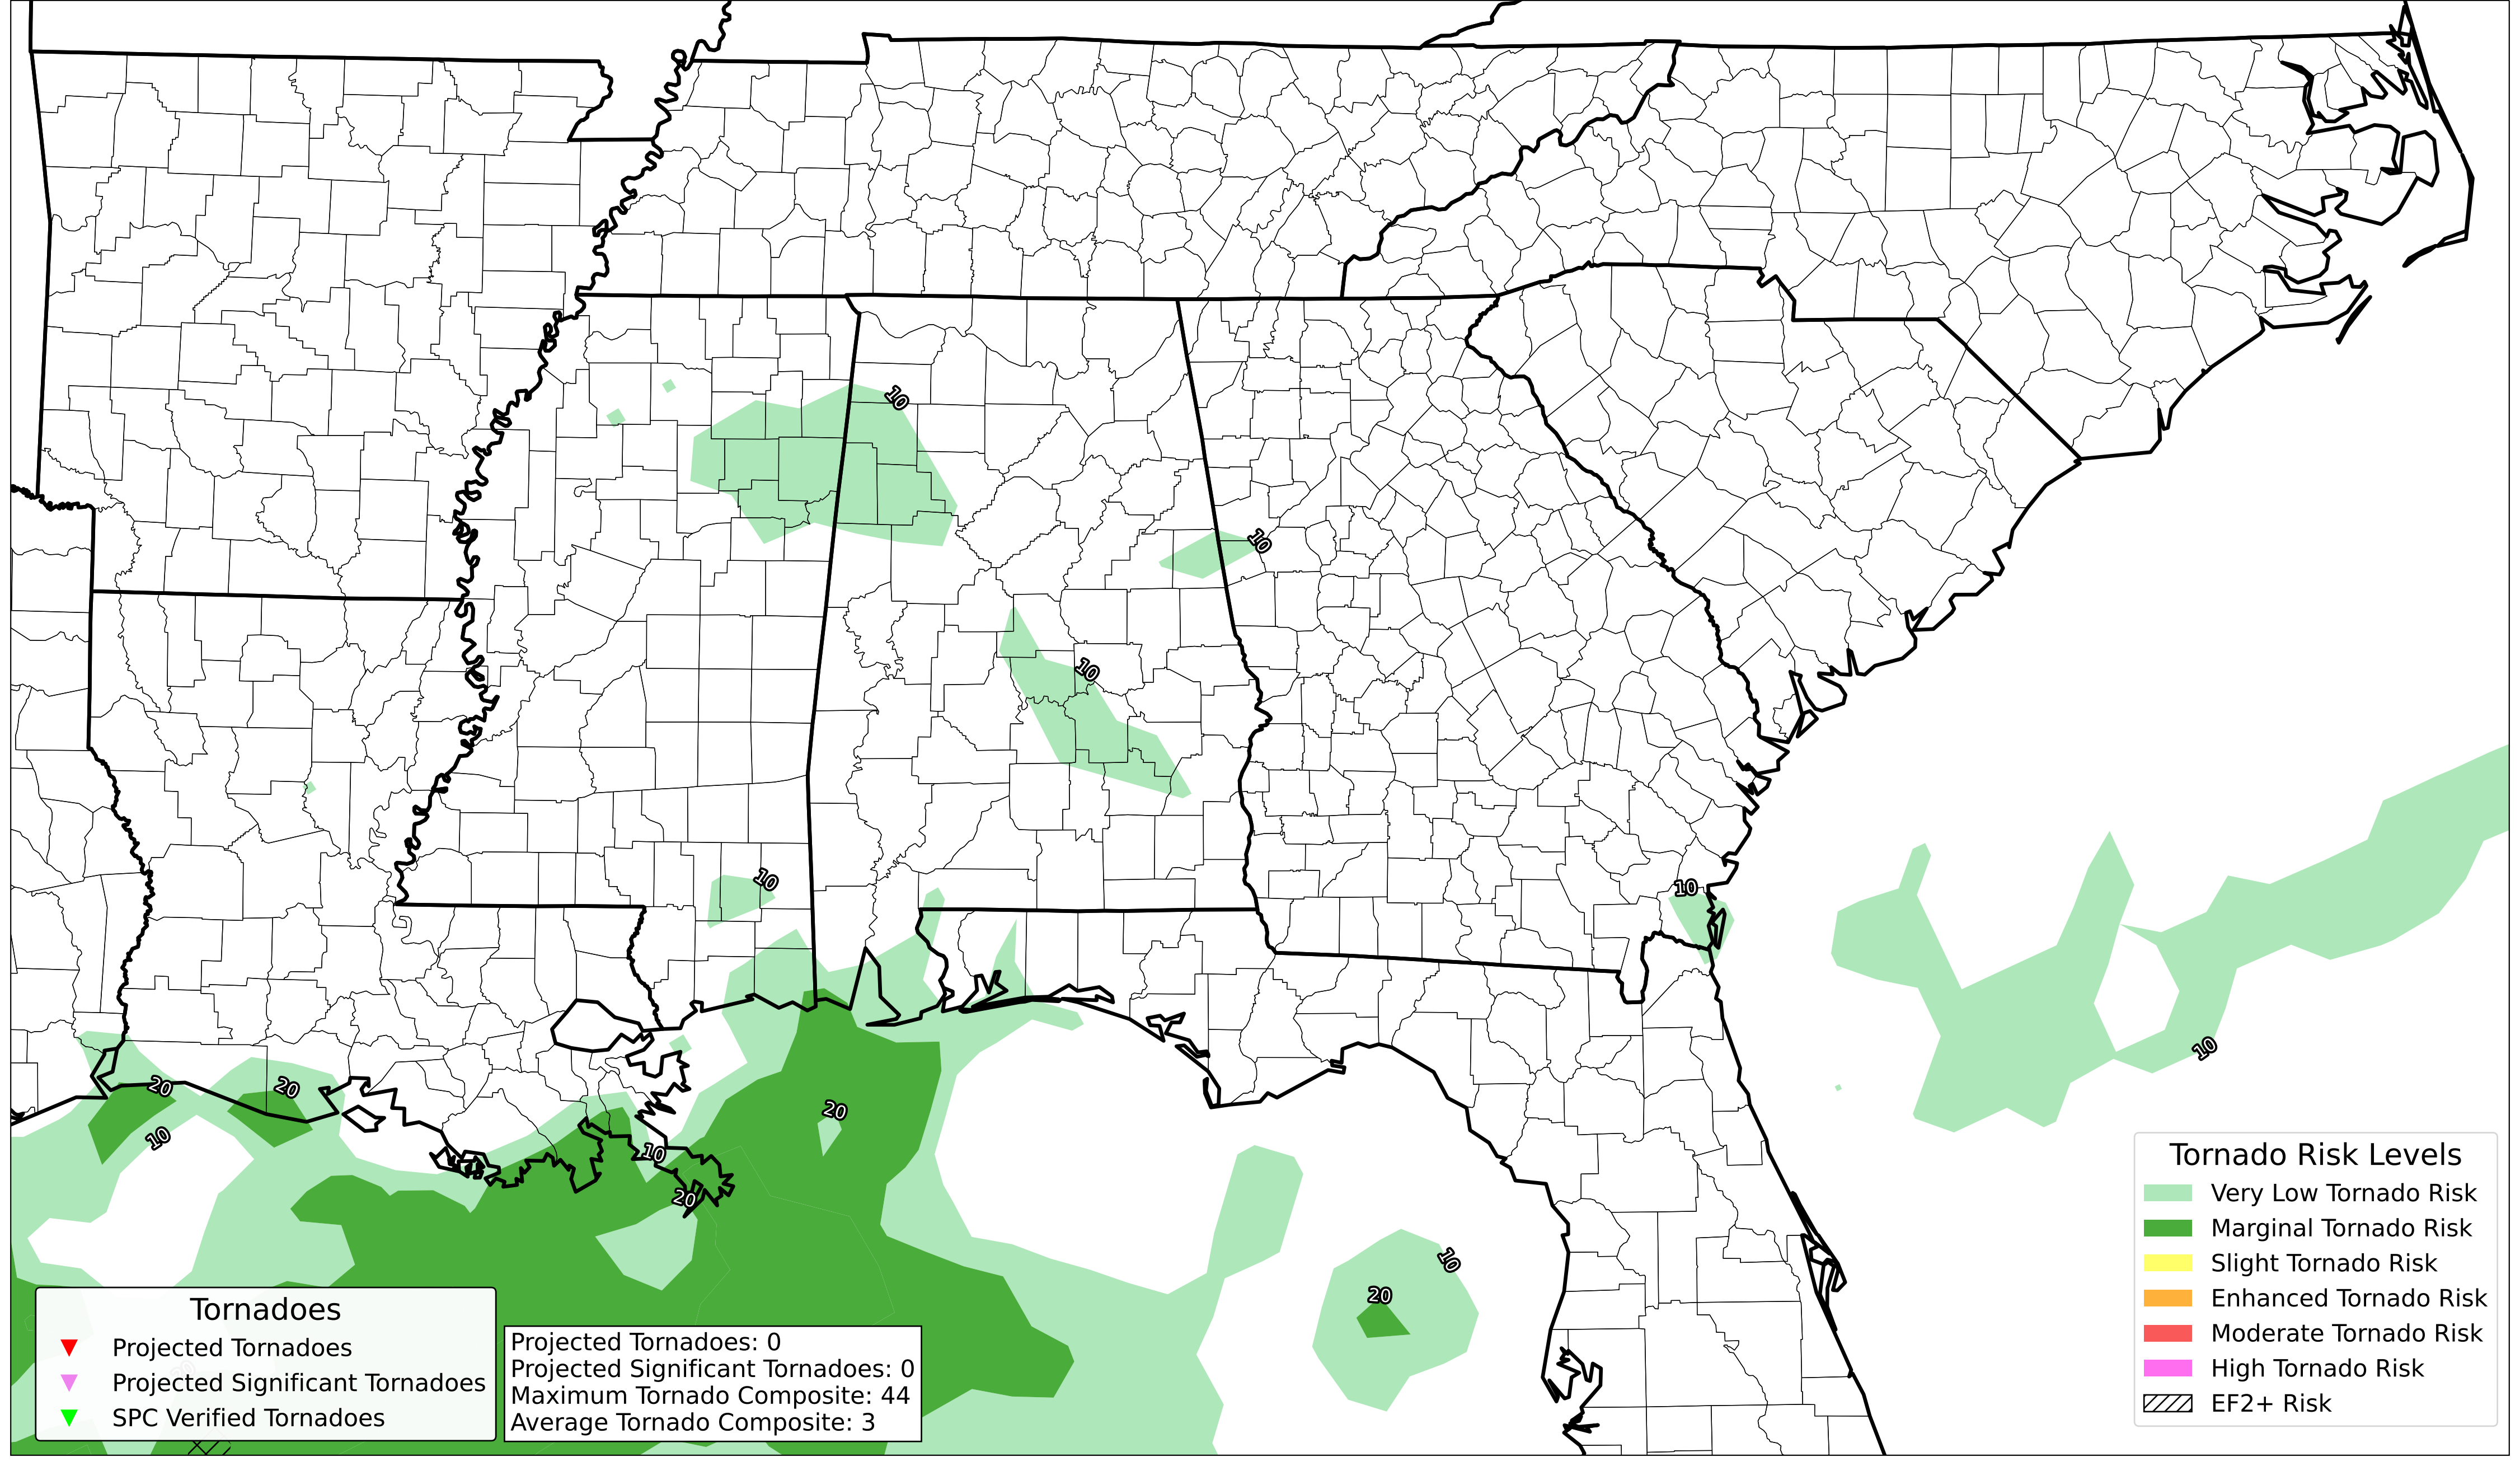 10
10
10
10
10
20
20
10
20
10
20
10
10
20
Tornado Risk Levels
Very Low Tornado Risk
Marginal Tornado Risk
Slight Tornado Risk
Enhanced Tornado Risk
Moderate Tornado Risk
High Tornado Risk
EF2+ Risk
Tornadoes
Projected Tornadoes
Projected Significant Tornadoes
SPC Verified Tornadoes
Projected Tornadoes: 0
Projected Significant Tornadoes: 0
Maximum Tornado Composite: 44
Average Tornado Composite: 3